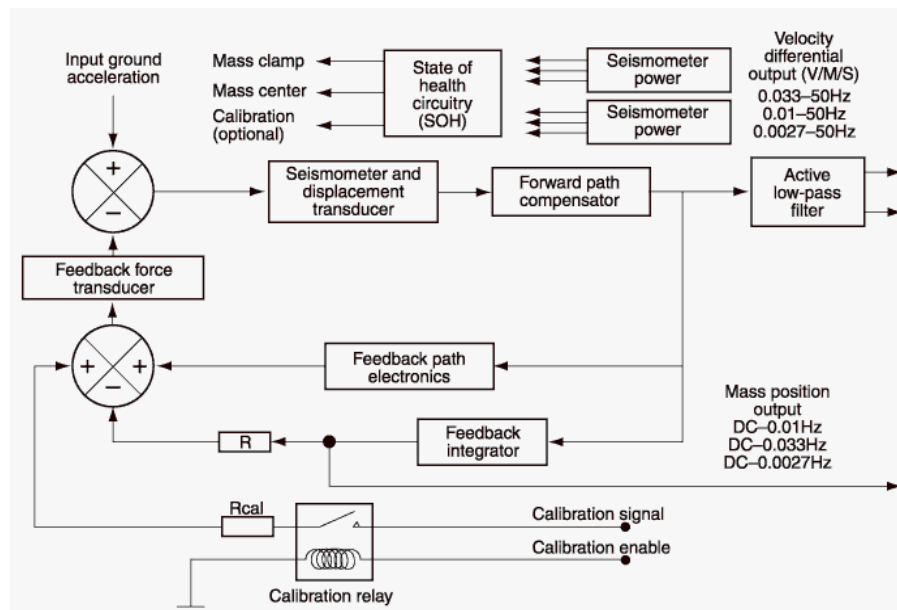 Input ground
acceleration
Mass clamp
Mass center
Calibration
(optional)
State of
health
circuitry
(SOH)
Seismometer
power
Seismometer
power
Velocity
differential
output (V/M/S)
0.033–50Hz
0.01–50Hz
0.0027–50Hz
+
–
Seismometer and
displacement
transducer
Forward path
compensator
Active
low-pass
filter
Feedback force
transducer
+ +
–
Feedback path
electronics
R
Feedback
integrator
Mass position
output
DC–0.01Hz
DC–0.033Hz
DC–0.0027Hz
Rcal
Calibration signal
Calibration enable
Calibration relay